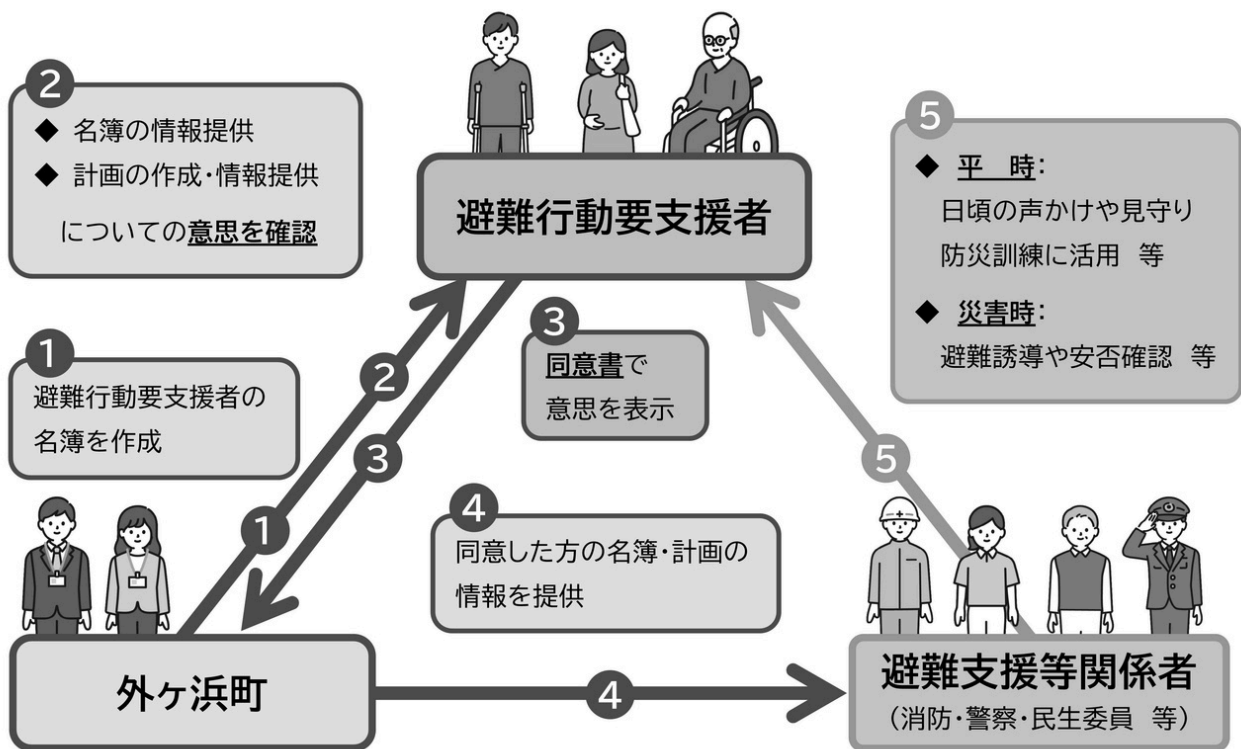 避難行動要支援者
2
◆ 名簿の情報提供
◆ 計画の作成・情報提供
についての意思を確認
1
避難行動要支援者の
名簿を作成
3
同意書で
意思を表示
5
◆ 平　時：
日頃の声かけや見守り
防災訓練に活用　等
◆ 災害時：
避難誘導や安否確認　等
2
3
1
5
4
同意した方の名簿・計画の
情報を提供
外ヶ浜町
4
避難支援等関係者
（消防・警察・民生委員　等）